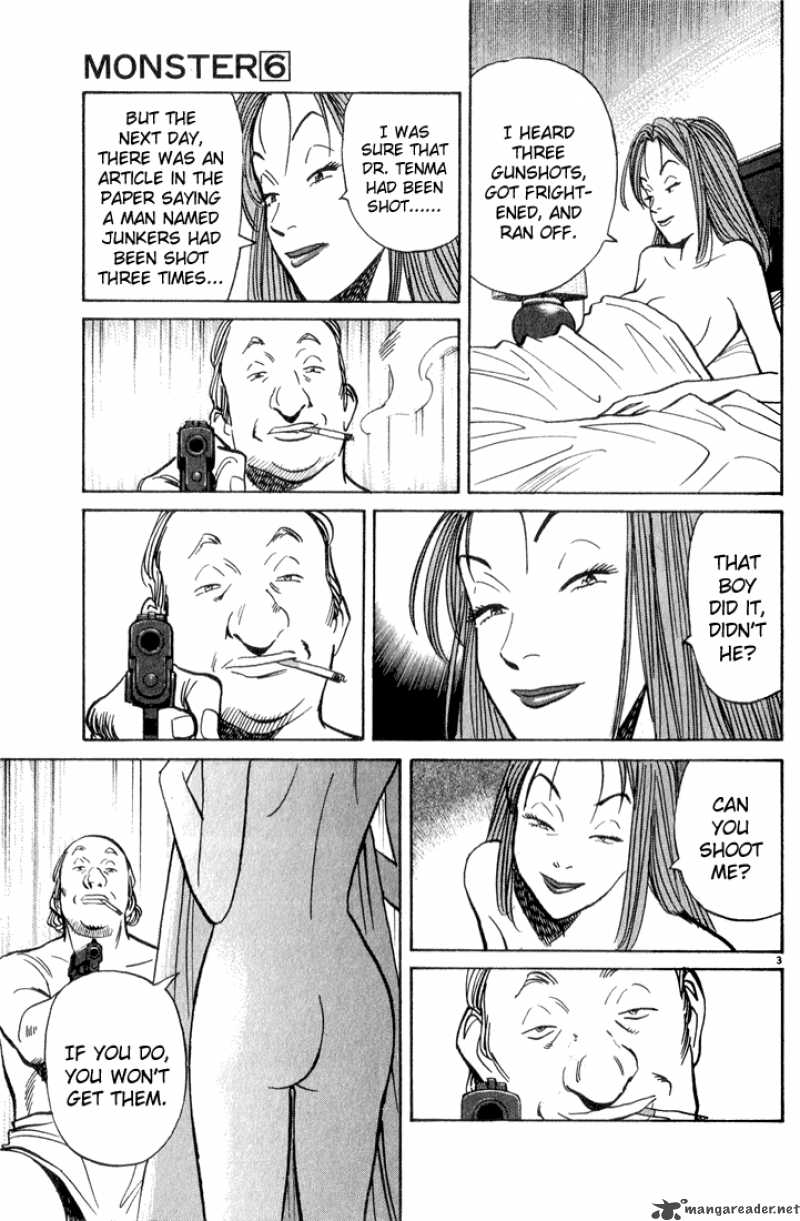 MONSTER 6
I HEARD
THREE
GUNSHOTS,
GOT FRIGHT-
ENED, AND
RAN OFF.
I WAS
SURE THAT
DR. TENMA
HAD BEEN
SHOT......
BUT THE
NEXT DAY,
THERE WAS AN
ARTICLE IN THE
PAPER SAYING
A MAN NAMED
JUNKERS HAD
BEEN SHOT
THREE TIMES...
THAT
BOY
DID IT,
DIDN'T
HE?
CAN
YOU
SHOOT
ME?
3
IF YOU DO,
YOU WON'T
GET THEM.
mangareader.net